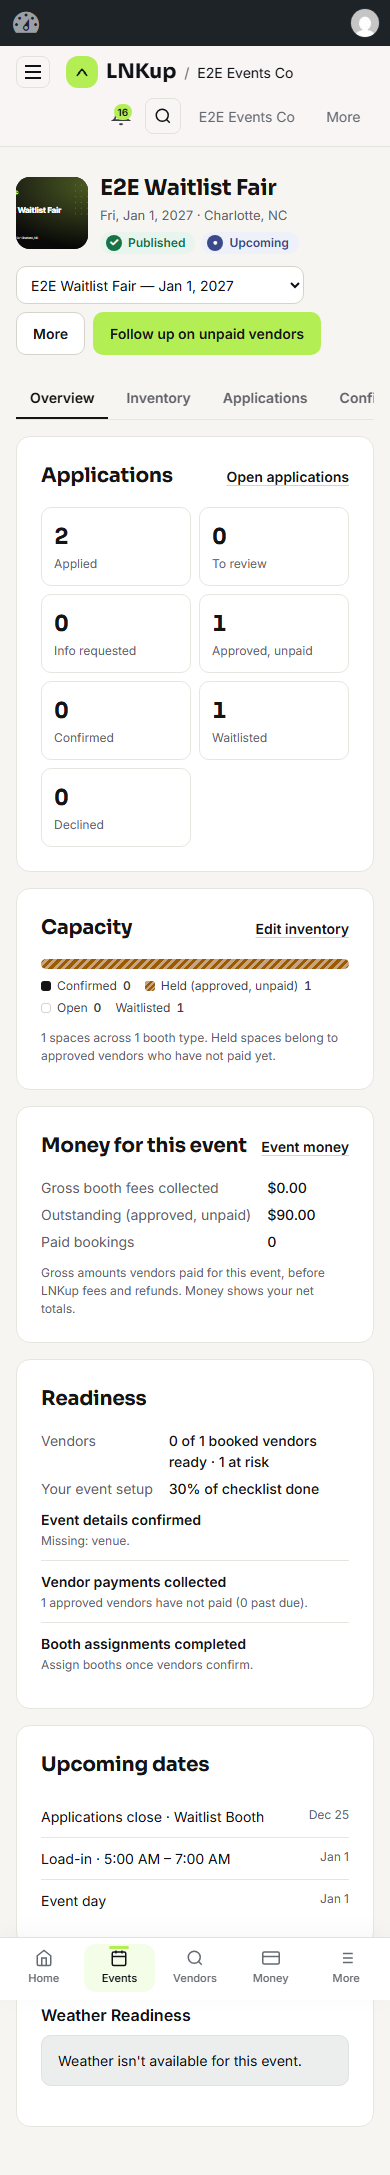 LNKup / E2E Events Co
16
E2E Events Co
More
Waitlist Fair
E2E Waitlist Fair
Fri, Jan 1, 2027 · Charlotte, NC
Published
Upcoming
E2E Waitlist Fair — Jan 1, 2027
More
Follow up on unpaid vendors
Overview
Inventory
Applications
Confi
Applications
Open applications
2
Applied
0
To review
0
Info requested
1
Approved, unpaid
0
Confirmed
1
Waitlisted
0
Declined
Capacity
Edit inventory
Confirmed 0
Held (approved, unpaid) 1
Open 0
Waitlisted 1
1 spaces across 1 booth type. Held spaces belong to
approved vendors who have not paid yet.
Money for this event
Event money
Gross booth fees collected
$0.00
Outstanding (approved, unpaid)
$90.00
Paid bookings
0
Gross amounts vendors paid for this event, before
LNKup fees and refunds. Money shows your net
totals.
Readiness
Vendors
0 of 1 booked vendors
ready · 1 at risk
Your event setup
30% of checklist done
Event details confirmed
Missing: venue.
Vendor payments collected
1 approved vendors have not paid (0 past due).
Booth assignments completed
Assign booths once vendors confirm.
Upcoming dates
Applications close · Waitlist Booth
Dec 25
Load-in · 5:00 AM – 7:00 AM
Jan 1
Event day
Jan 1
Home
Events
Vendors
Money
More
Weather Readiness
Weather isn't available for this event.